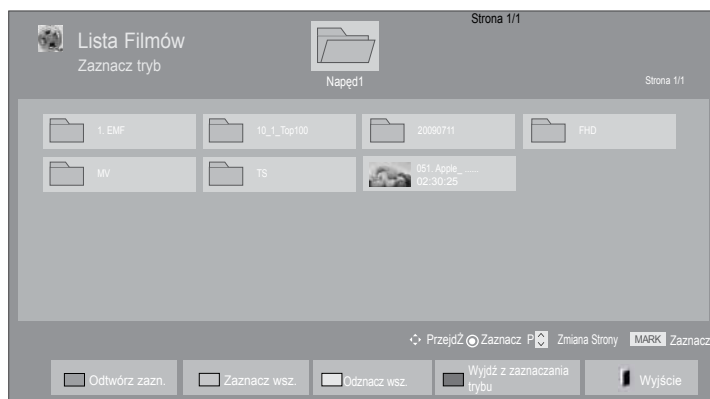 Strona 1/1
Lista Filmów
Zaznacz tryb
Napęd1
Strona 1/1
1. EMF
10_1_Top100
20090711
FHD
MV
TS
051. Apple_ ......
02:30:25
PrzejdŹ Zaznacz P Zmiana Strony MARK Zaznacz
Odtwórz zazn.
Zaznacz wsz.
Odznacz wsz.
Wyjdź z zaznaczania
trybu
Wyjście